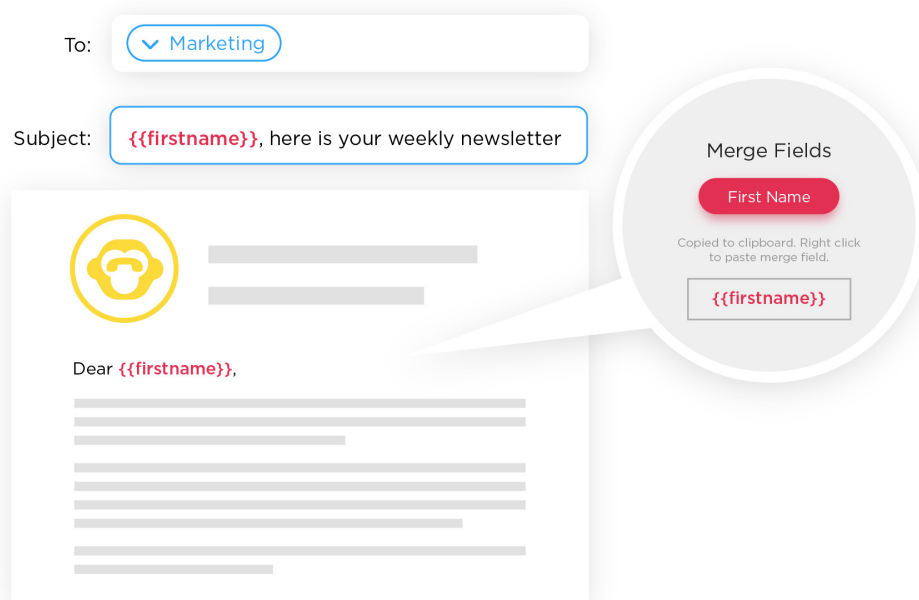 To:
Marketing
Subject:
{{firstname}}, here is your weekly newsletter
Dear {{firstname}},
Merge Fields
First Name
Copied to clipboard. Right click
to paste merge field.
{{firstname}}